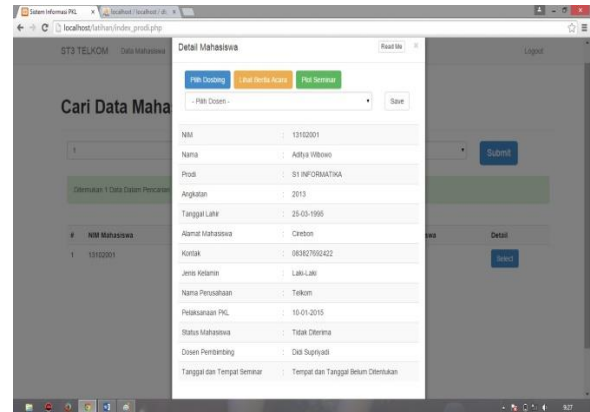 Sistem Informasi PKL
localhost / localhost / di
localhost/latihan/index_prodi.php
ST3 TELKOM Data Mahasiswa
Logout
Detail Mahasiswa
Read Me
×
Pilih Dosbing
Lihat Berita Acara
Plot Seminar
- Pilih Dosen -
Save
Cari Data Maha
1
Submit
Ditemukan 1 Data Dalam Pencarian
# NIM Mahasiswa
Detail
1 13102001
Select
NIM : 13102001
Nama : Aditya Wibowo
Prodi : S1 INFORMATIKA
Angkatan : 2013
Tanggal Lahir : 25-03-1995
Alamat Mahasiswa : Cirebon
Kontak : 083827692422
Jenis Kelamin : Laki-Laki
Nama Perusahaan : Telkom
Pelaksanaan PKL : 10-01-2015
Status Mahasiswa : Tidak Diterima
Dosen Pembimbing : Didi Supriyadi
Tanggal dan Tempat Seminar : Tempat dan Tanggal Belum Ditentukan
9:27